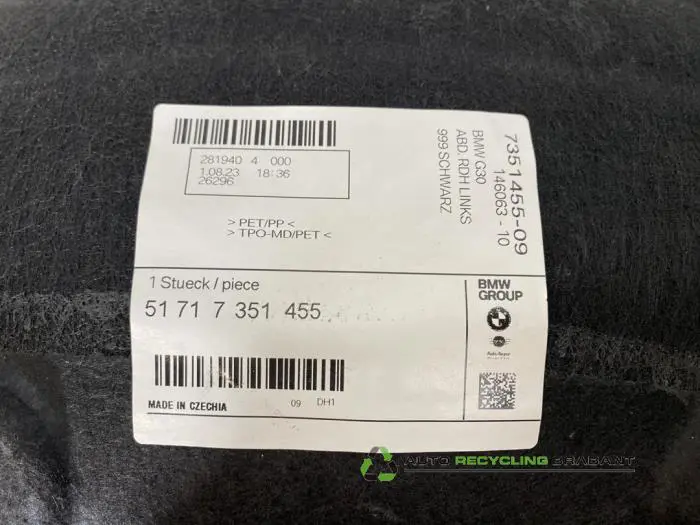 281940 4 000
1.08.23 18:36
26296
> PET/PP <
> TPO-MD/PET <
7351455-09
146063 - 10
BMW G30
ABD. RDH LINKS
999 SCHWARZ
1 Stueck / piece
51 71 7 351 455
BMW
GROUP
MADE IN CZECHIA
09 DH1
AUTO RECYCLING BRABANT